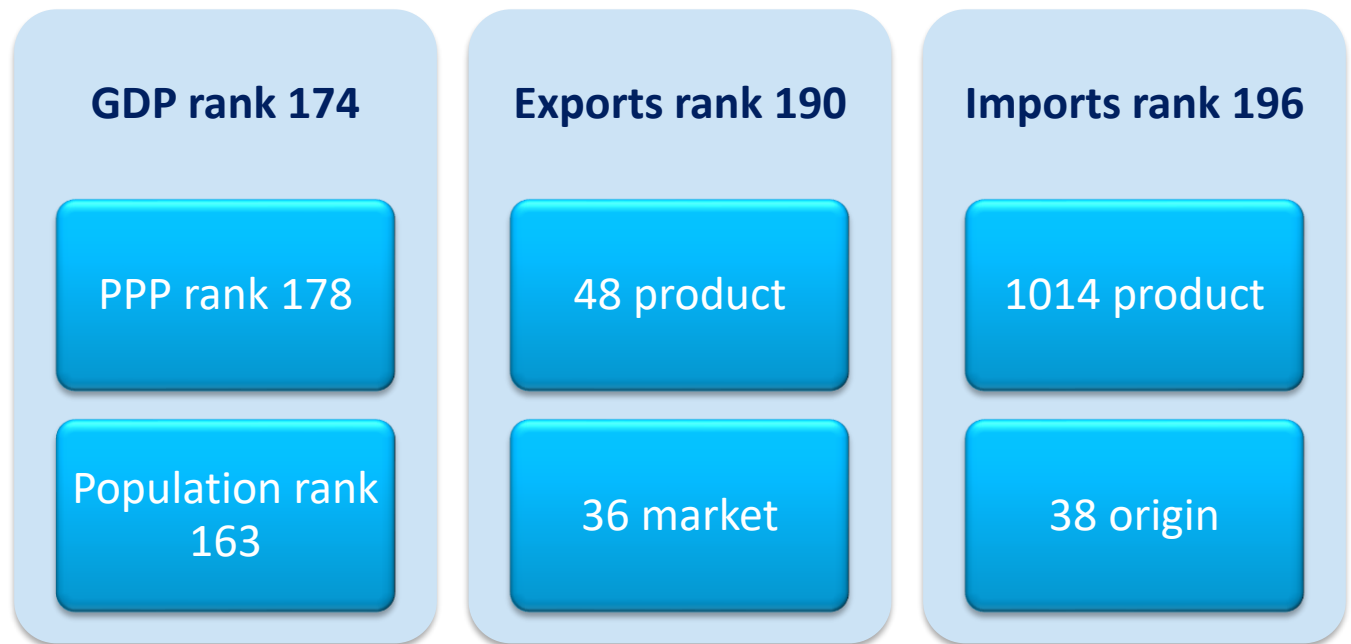 GDP rank 174
PPP rank 178
Population rank
163
Exports rank 190
48 product
36 market
Imports rank 196
1014 product
38 origin